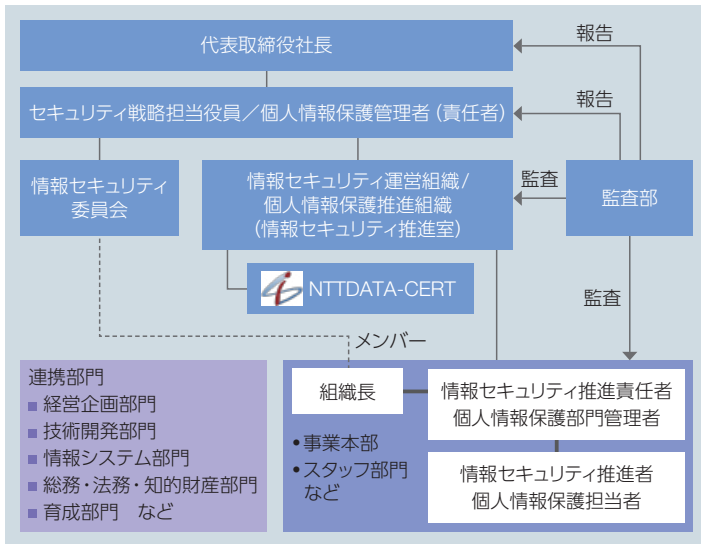 代表取締役社長
報告
セキュリティ戦略担当役員／個人情報保護管理者（責任者）
報告
情報セキュリティ
委員会
情報セキュリティ運営組織/
個人情報保護推進組織
（情報セキュリティ推進室）
監査
監査部
NTTDATA-CERT
監査
メンバー
連携部門
■ 経営企画部門
■ 技術開発部門
■ 情報システム部門
■ 総務・法務・知的財産部門
■ 育成部門　など
組織長
•事業本部
•スタッフ部門
など
情報セキュリティ推進責任者
個人情報保護部門管理者
情報セキュリティ推進者
個人情報保護担当者